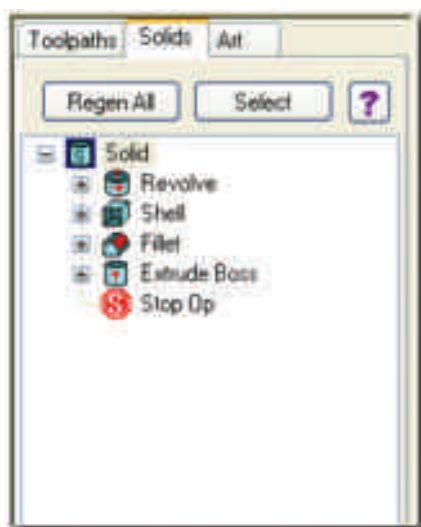 Toolpaths Solids Art
Regen All Select ?
Solid
Revolve
Shell
Fillet
Extrude Boss
Stop Op